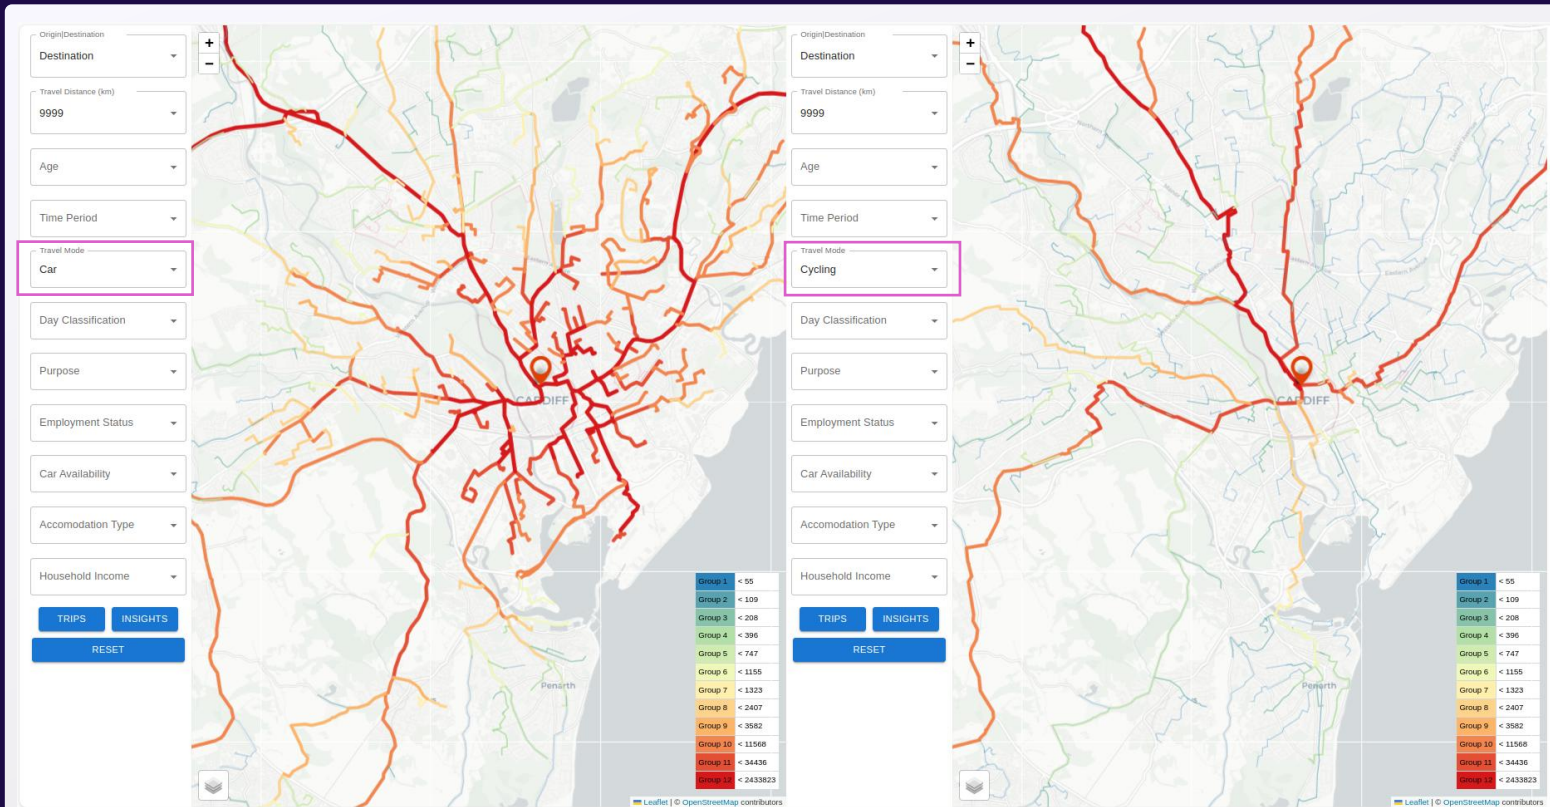 Origin|Destination
Destination
Travel Distance (km)
9999
Age
Time Period
Travel Mode
Car
Day Classification
Purpose
Employment Status
Car Availability
Accomodation Type
Household Income
TRIPS INSIGHTS
RESET
+
−
CARDIFF
Penarth
Group 1 < 55
Group 2 < 109
Group 3 < 208
Group 4 < 396
Group 5 < 747
Group 6 < 1155
Group 7 < 1323
Group 8 < 2407
Group 9 < 3582
Group 10 < 11568
Group 11 < 34436
Group 12 < 2433823
Leaflet | © OpenStreetMap contributors
Origin|Destination
Destination
Travel Distance (km)
9999
Age
Time Period
Travel Mode
Cycling
Day Classification
Purpose
Employment Status
Car Availability
Accomodation Type
Household Income
TRIPS INSIGHTS
RESET
+
−
CARDIFF
Penarth
Group 1 < 55
Group 2 < 109
Group 3 < 208
Group 4 < 396
Group 5 < 747
Group 6 < 1155
Group 7 < 1323
Group 8 < 2407
Group 9 < 3582
Group 10 < 11568
Group 11 < 34436
Group 12 < 2433823
Leaflet | © OpenStreetMap contributors